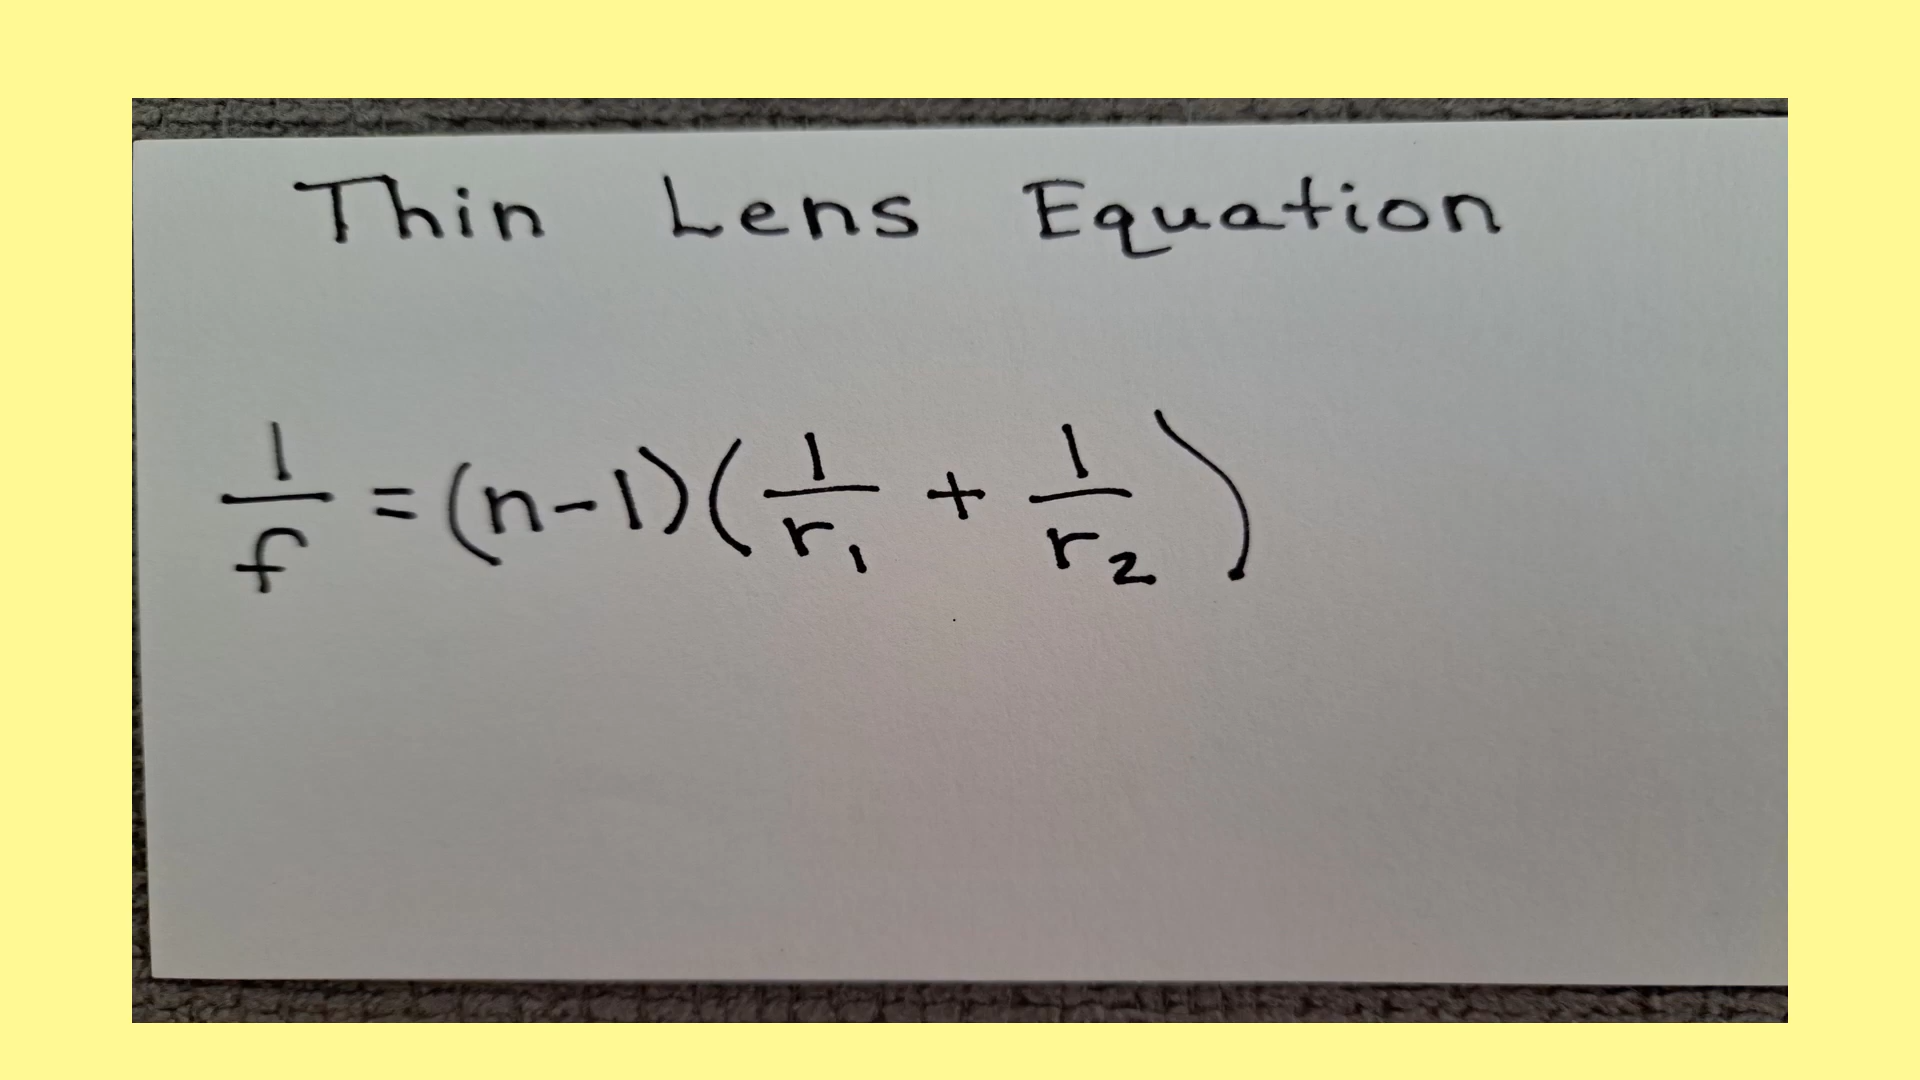 Thin Lens Equation
1/f = (n-1)(1/r₁ + 1/r₂)